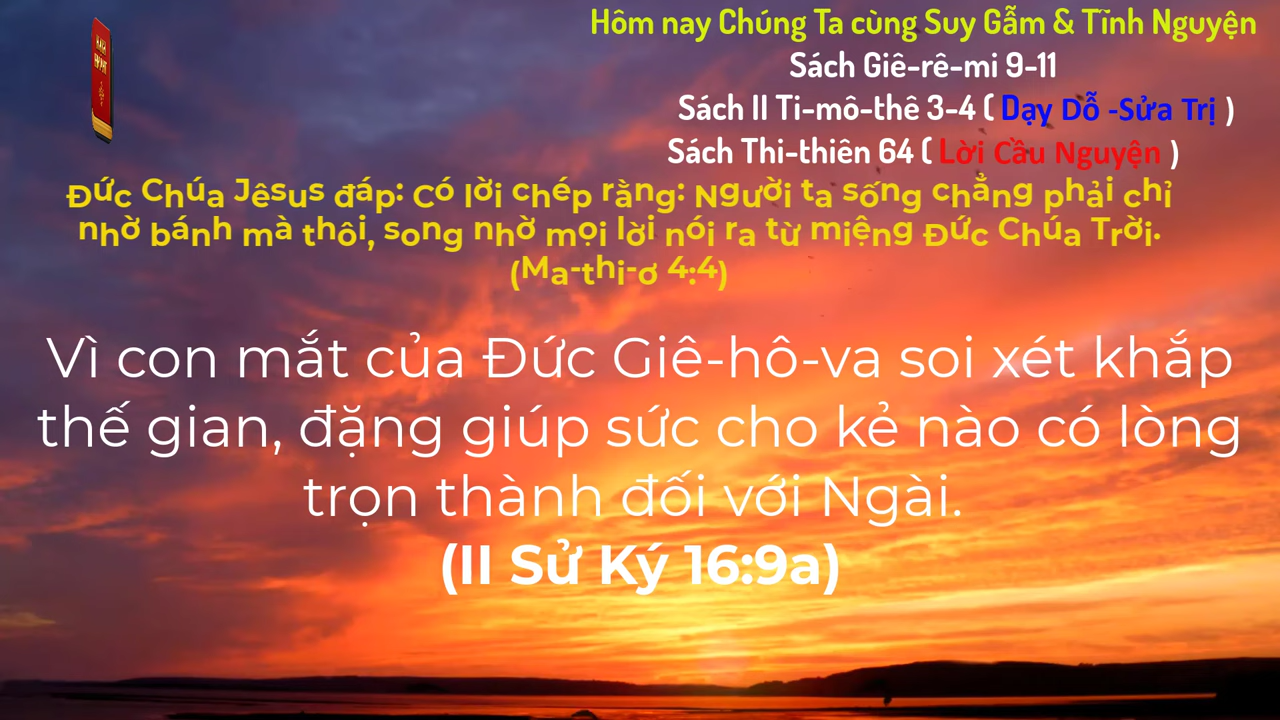 Hôm nay Chúng Ta cùng Suy Gẫm & Tĩnh Nguyện
Sách Giê-rê-mi 9-11
Sách II Ti-mô-thê 3-4 ( Dạy Dỗ -Sửa Trị )
Sách Thi-thiên 64 ( Lời Cầu Nguyện )
Đức Chúa Jêsus đáp: Có lời chép rằng: Người ta sống chẳng phải chỉ
nhờ bánh mà thôi, song nhờ mọi lời nói ra từ miệng Đức Chúa Trời.
(Ma-thi-ơ 4:4)
Vì con mắt của Đức Giê-hô-va soi xét khắp
thế gian, đặng giúp sức cho kẻ nào có lòng
trọn thành đối với Ngài.
(II Sử Ký 16:9a)